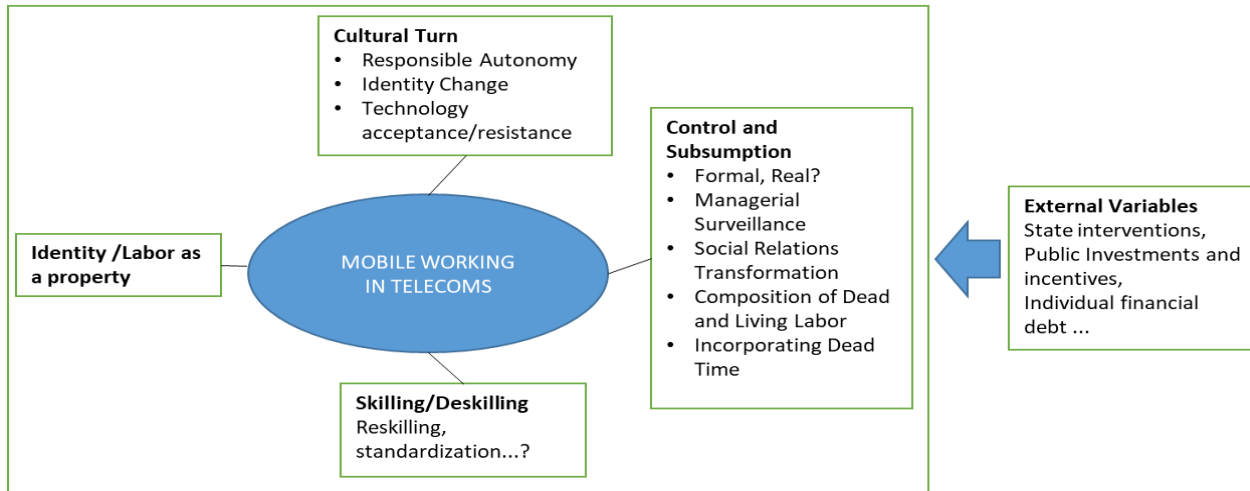 Cultural Turn
• Responsible Autonomy
• Identity Change
• Technology
acceptance/resistance
Identity /Labor as
a property
MOBILE WORKING
IN TELECOMS
Control and
Subsumption
• Formal, Real?
• Managerial
Surveillance
• Social Relations
Transformation
• Composition of Dead
and Living Labor
• Incorporating Dead
Time
External Variables
State interventions,
Public Investments and
incentives,
Individual financial
debt ...
Skilling/Deskilling
Reskilling,
standardization...?